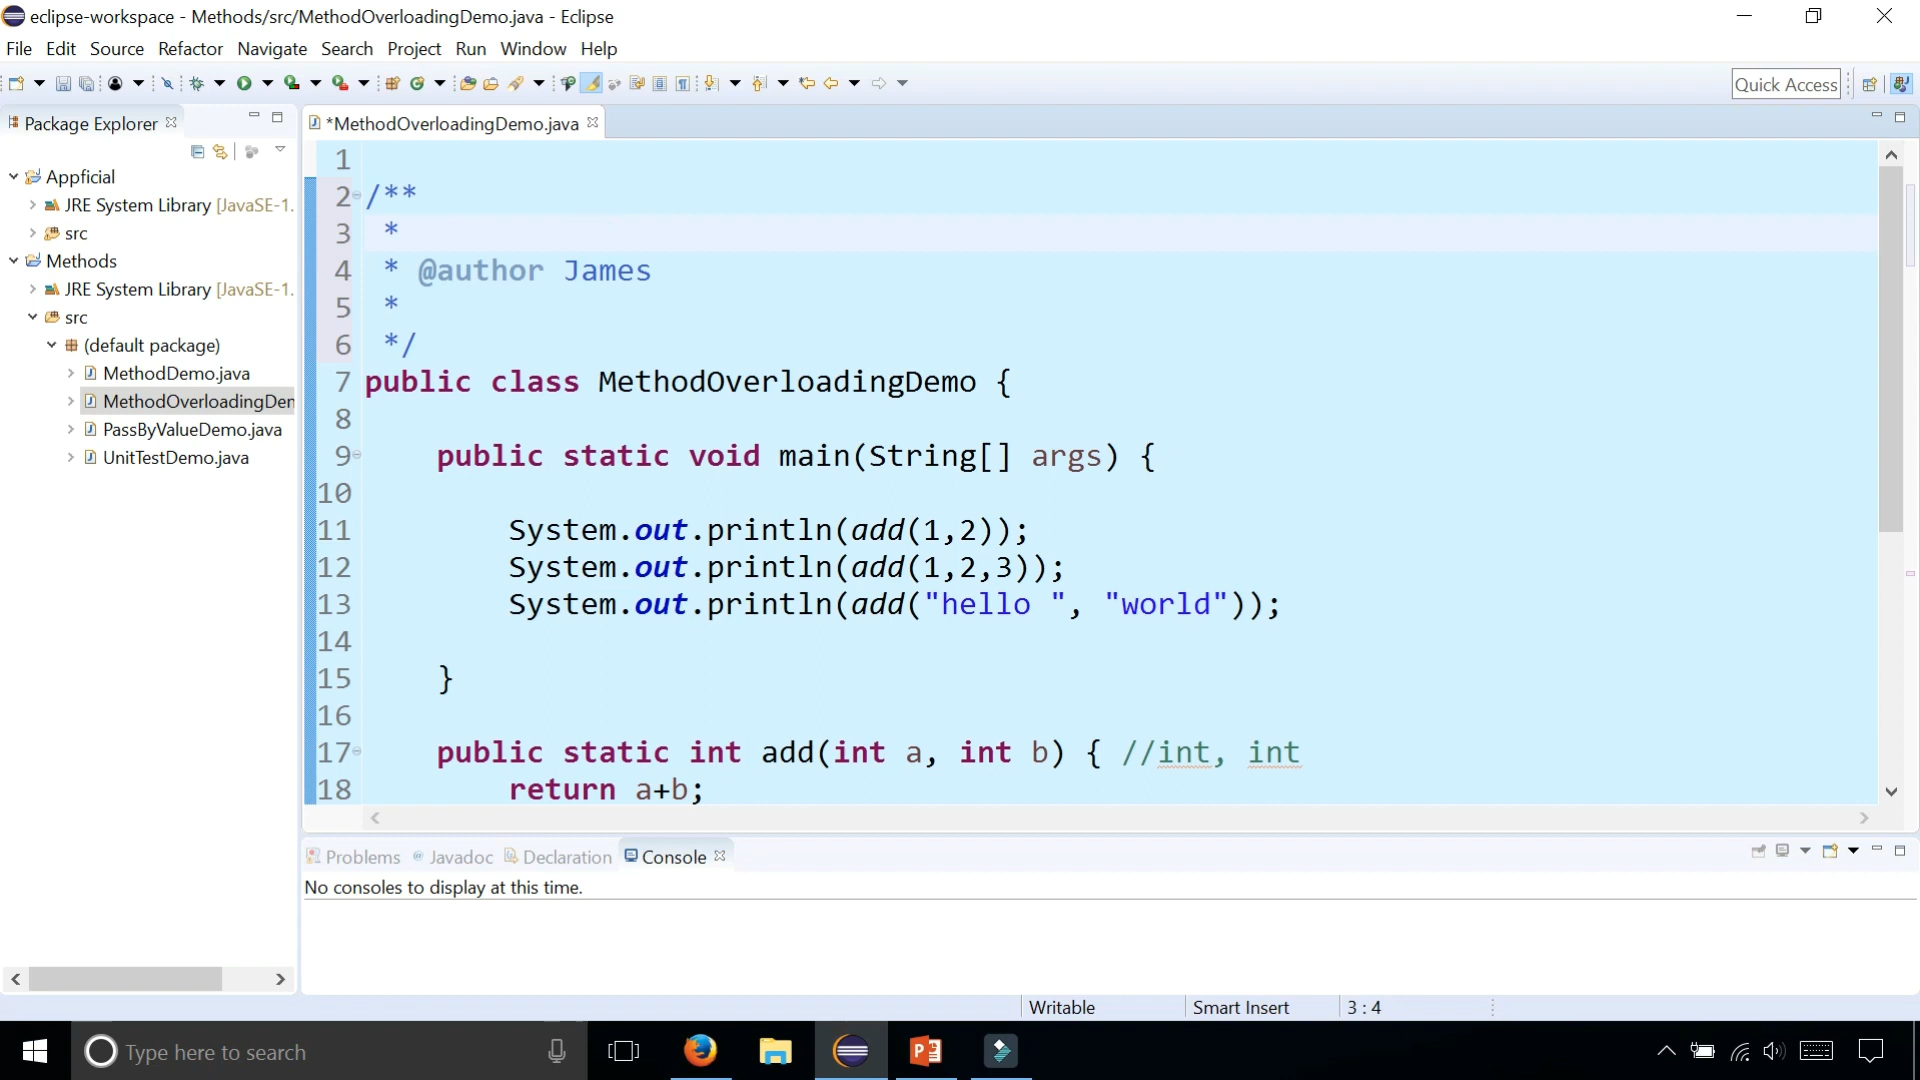 eclipse-workspace - Methods/src/MethodOverloadingDemo.java - Eclipse
File Edit Source Refactor Navigate Search Project Run Window Help
Quick Access
Package Explorer
*MethodOverloadingDemo.java
Appficial
JRE System Library [JavaSE-1.
src
Methods
JRE System Library [JavaSE-1.
src
(default package)
MethodDemo.java
MethodOverloadingDer
PassByValueDemo.java
UnitTestDemo.java
1
2 /**
3 *
4 * @author James
5 *
6 */
7 public class MethodOverloadingDemo {
8
9 public static void main(String[] args) {
10
11 System.out.println(add(1,2));
12 System.out.println(add(1,2,3));
13 System.out.println(add("hello ", "world"));
14
15 }
16
17 public static int add(int a, int b) { //int, int
18 return a+b;
Problems Javadoc Declaration Console
No consoles to display at this time.
Writable Smart Insert 3 : 4
Type here to search